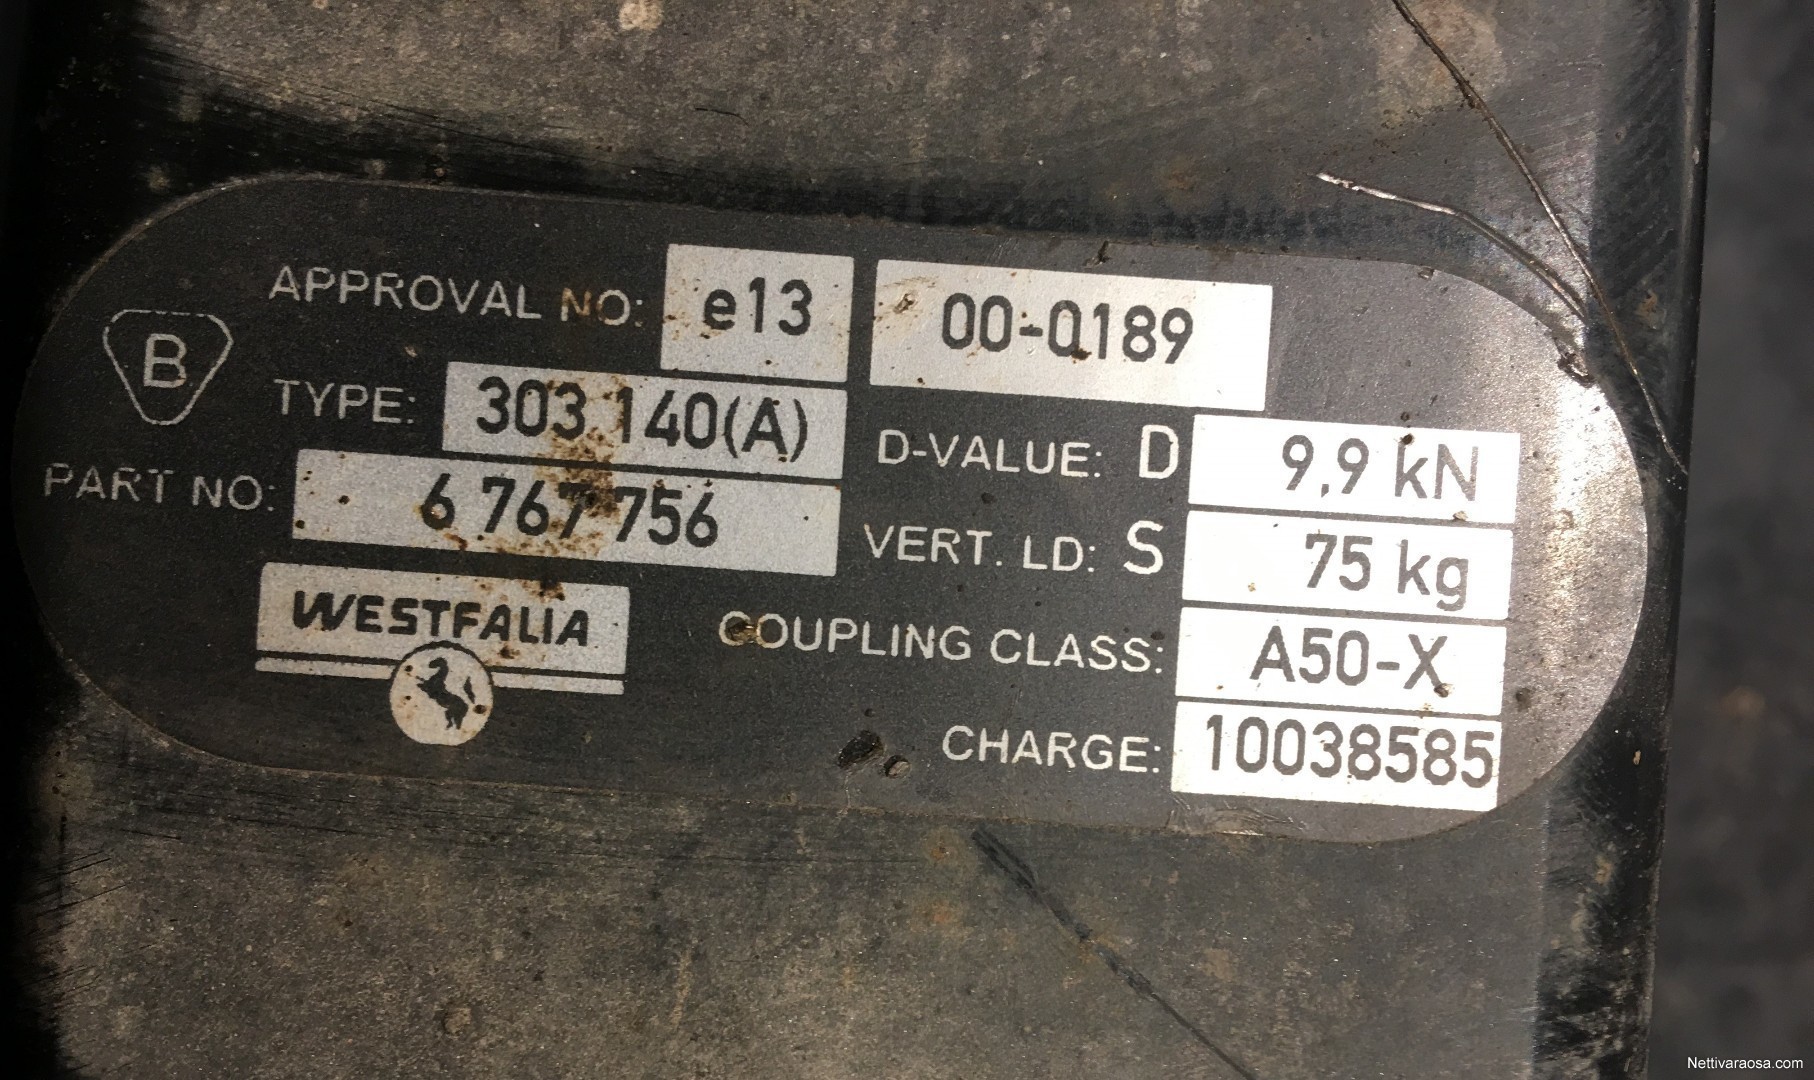 APPROVAL NO: e13 00-0189
B
TYPE: 303 140(A)
D-VALUE: D 9,9 kN
PART NO: 6 767 756
VERT. LD: S 75 kg
WESTFALIA
COUPLING CLASS: A50-X
CHARGE: 10038585
Nettivaraosa.com